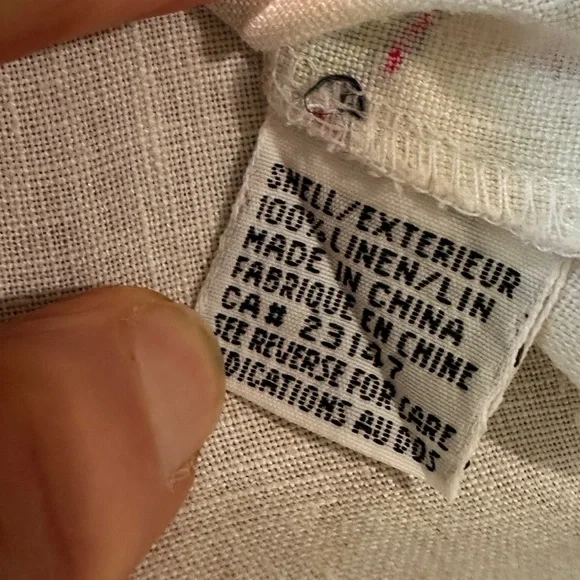 SHELL/EXTERIEUR
100% LINEN/LIN
MADE IN CHINA
FABRIQUE EN CHINE
CA# 23127
SEE REVERSE FOR CARE
INDICATIONS AU DOS